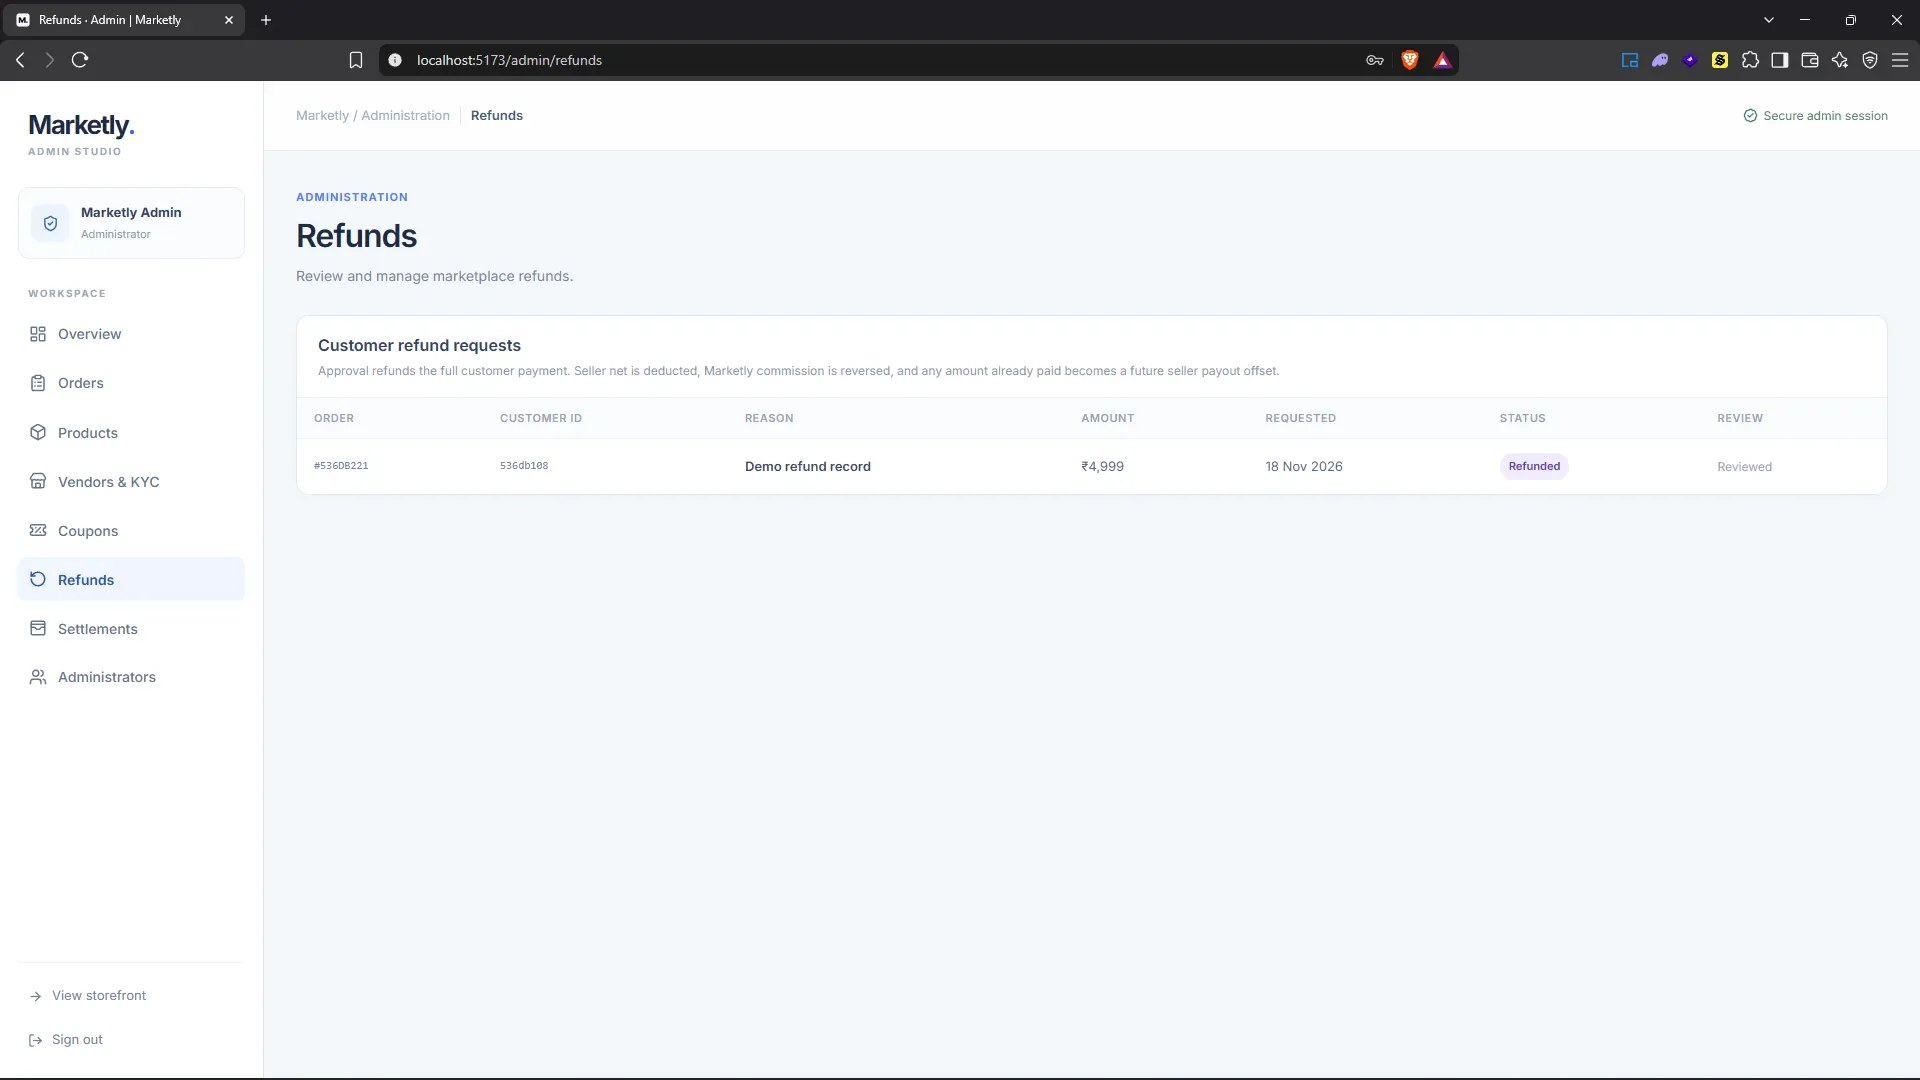 Refunds · Admin | Marketly
localhost:5173/admin/refunds
Marketly.
ADMIN STUDIO
Marketly Admin
Administrator
WORKSPACE
Overview
Orders
Products
Vendors & KYC
Coupons
Refunds
Settlements
Administrators
View storefront
Sign out
Marketly / Administration
Refunds
Secure admin session
ADMINISTRATION
Refunds
Review and manage marketplace refunds.
Customer refund requests
Approval refunds the full customer payment. Seller net is deducted, Marketly commission is reversed, and any amount already paid becomes a future seller payout offset.
ORDER CUSTOMER ID REASON AMOUNT REQUESTED STATUS REVIEW
#536DB221 536db108 Demo refund record ₹4,999 18 Nov 2026 Refunded Reviewed